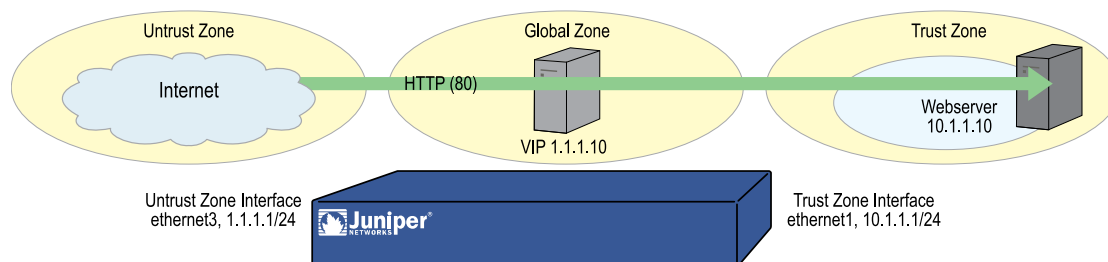 Untrust Zone
Global Zone
Trust Zone
Internet
HTTP (80)
Webserver
10.1.1.10
VIP 1.1.1.10
Untrust Zone Interface
ethernet3, 1.1.1.1/24
Juniper®
NETWORKS
Trust Zone Interface
ethernet1, 10.1.1.1/24